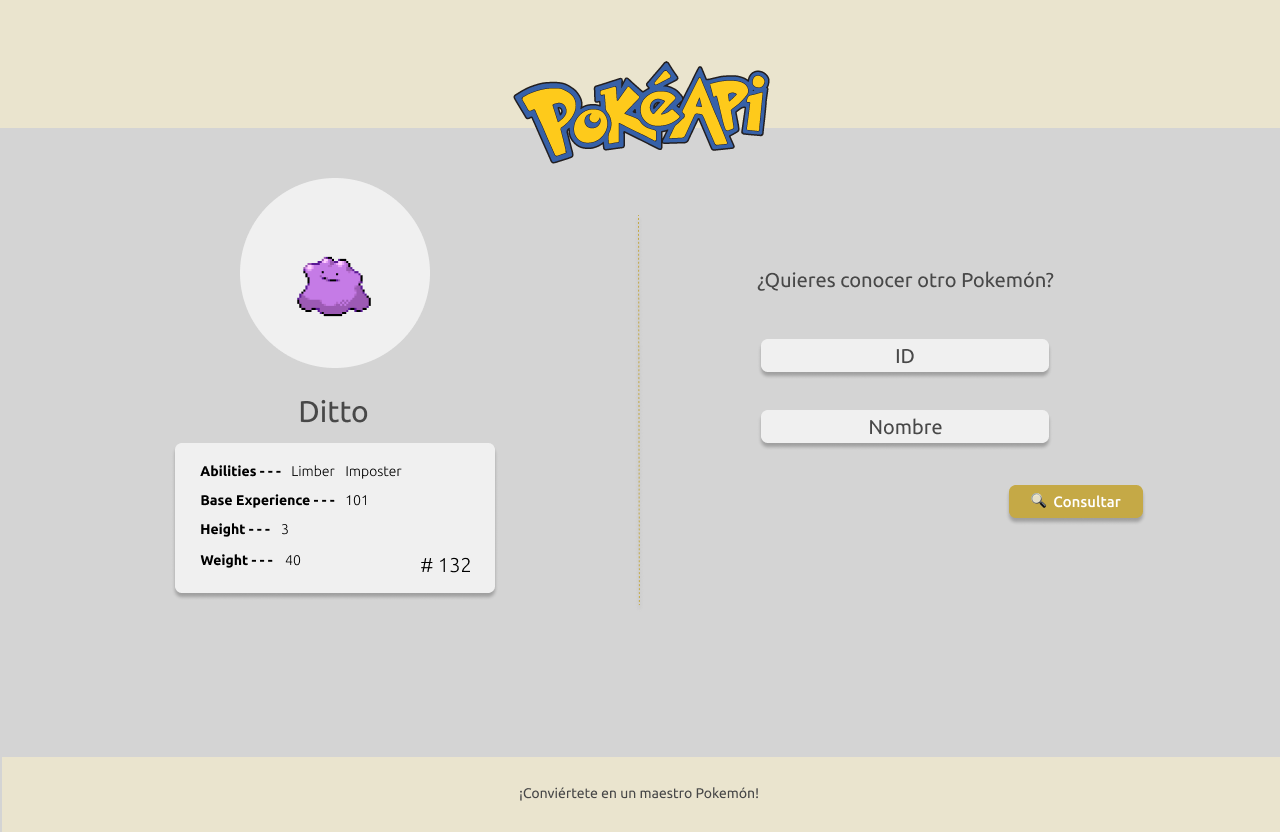 PokéApi
Ditto
Abilities - - - Limber Imposter
Base Experience - - - 101
Height - - - 3
Weight - - - 40
# 132
¿Quieres conocer otro Pokemón?
ID
Nombre
Consultar
¡Conviértete en un maestro Pokemón!